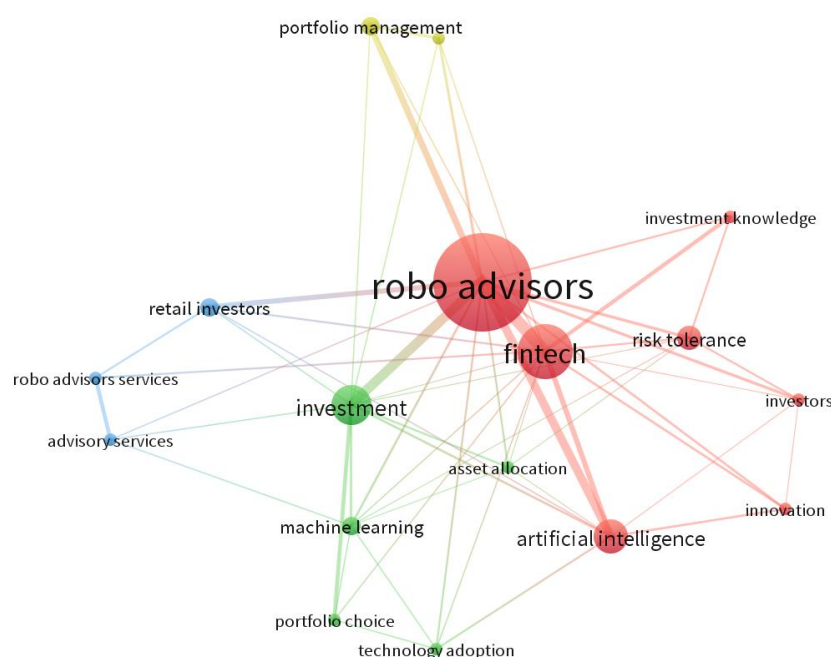 portfolio management
investment knowledge
robo advisors
retail investors
risk tolerance
fintech
robo advisors services
investors
investment
advisory services
asset allocation
innovation
machine learning
artificial intelligence
portfolio choice
technology adoption